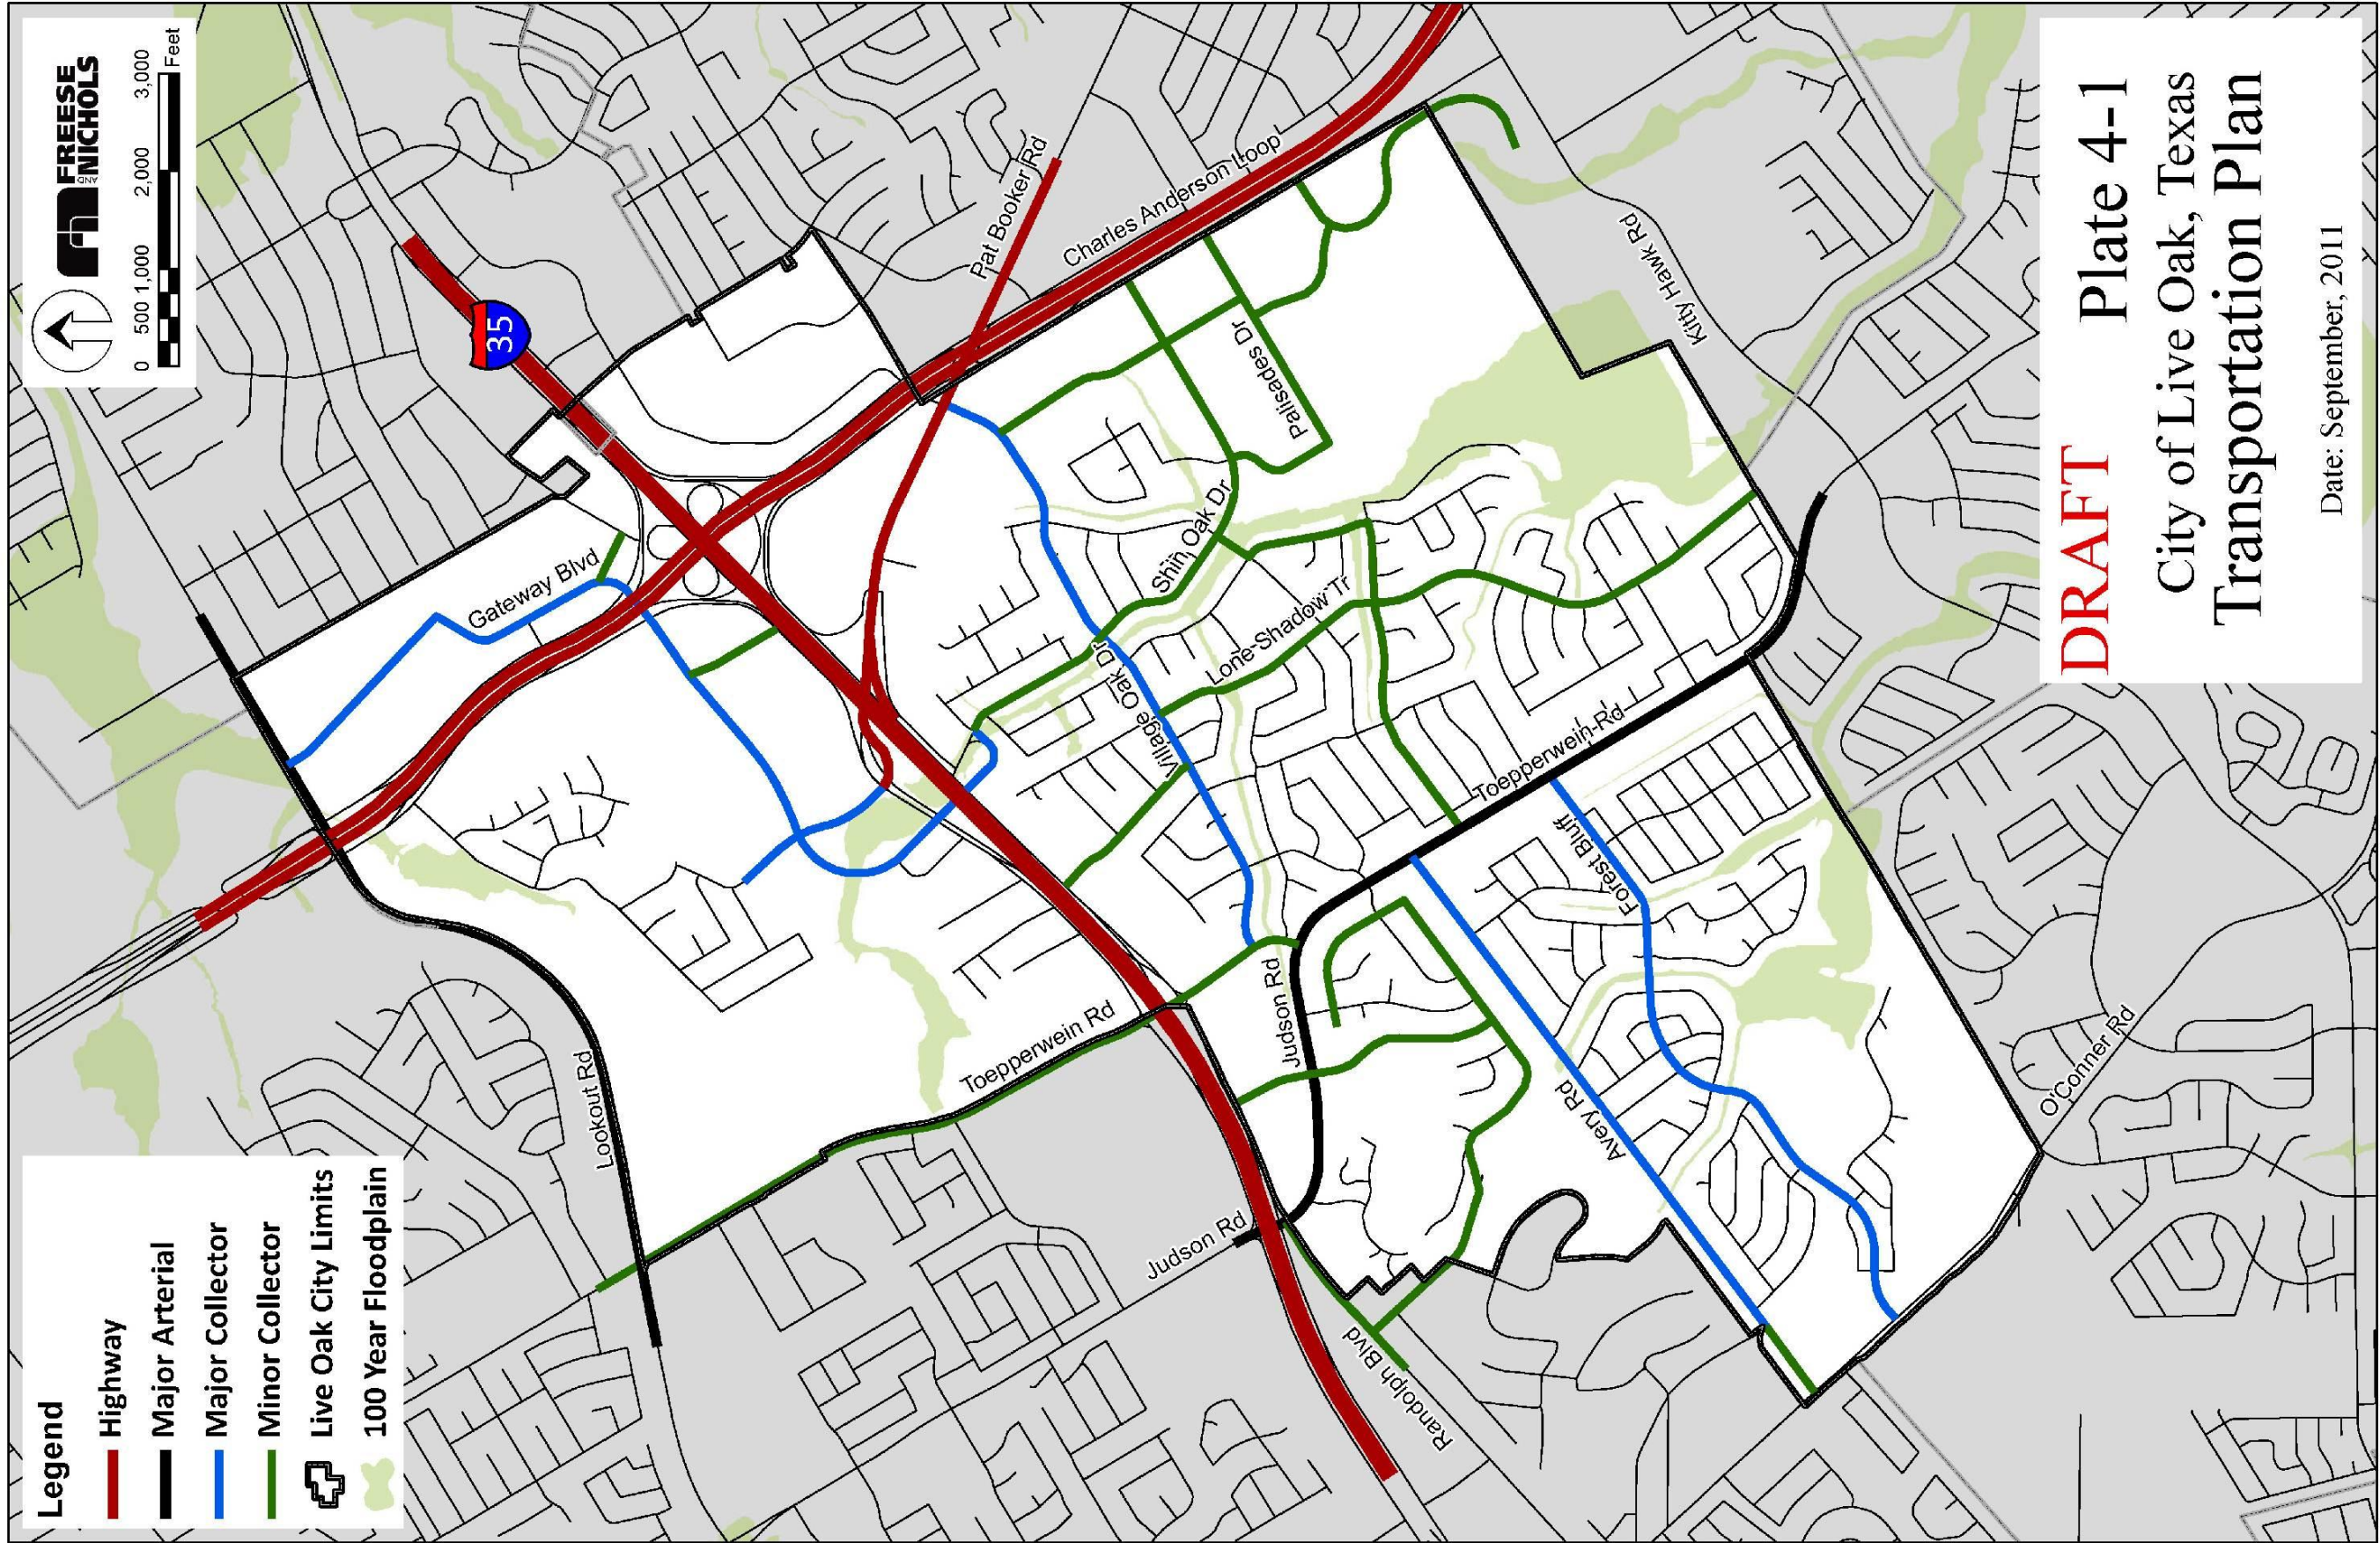 Legend
Highway
Major Arterial
Major Collector
Minor Collector
Live Oak City Limits
100 Year Floodplain
FREESE
AND NICHOLS
0 500 1,000 2,000 3,000
Feet
35
Gateway Blvd
Pat Booker Rd
Charles Anderson Loop
Lookout Rd
Toepperwein Rd
Shin Oak Dr
Palisades Dr
Village Oak Dr
Lone Shadow Tr
Kitty Hawk Rd
Judson Rd
Judson Rd
Toepperwein Rd
Forest Bluff
Avery Rd
Randolph Blvd
O'Conner Rd
DRAFT Plate 4-1
City of Live Oak, Texas
Transportation Plan
Date: September, 2011